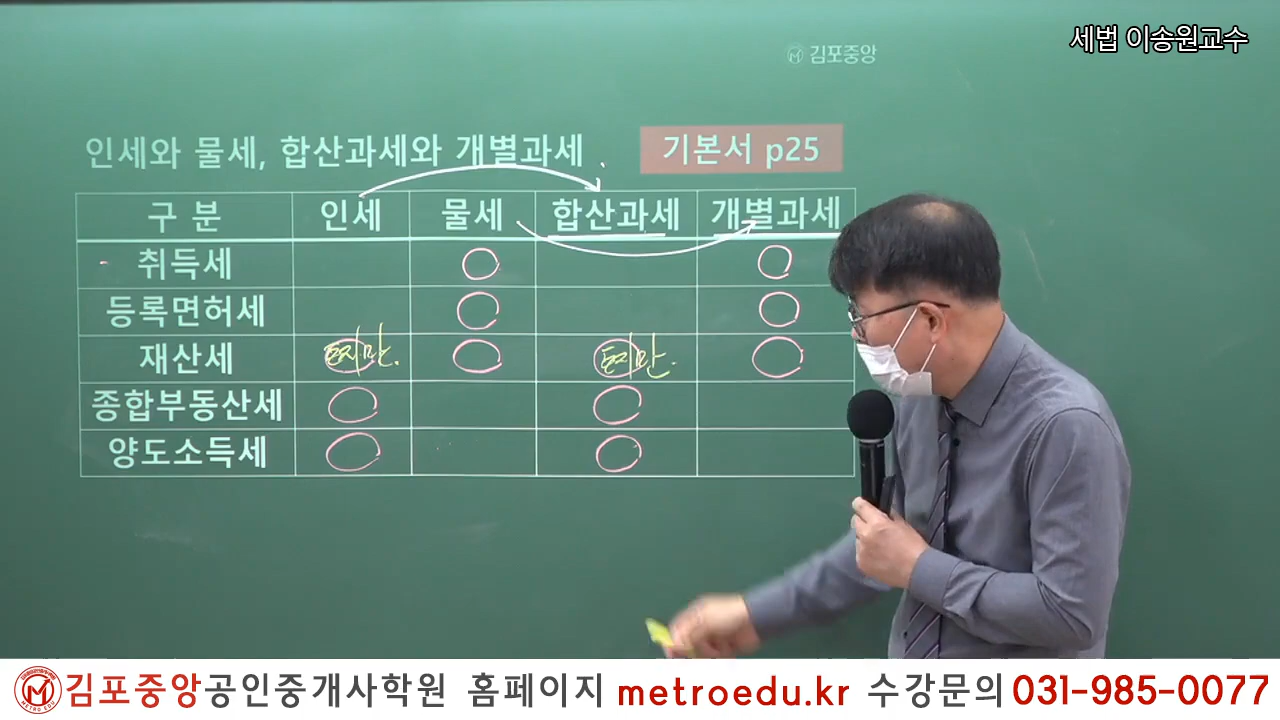 세법 이송원교수
김포중앙
인세와 물세, 합산과세와 개별과세 기본서 p25
구 분 인세 물세 합산과세 개별과세
취득세
등록면허세
재산세 토지만. 토지만.
종합부동산세
양도소득세
김포중앙공인중개사학원 홈페이지 metroedu.kr 수강문의 031-985-0077
METRO EDU